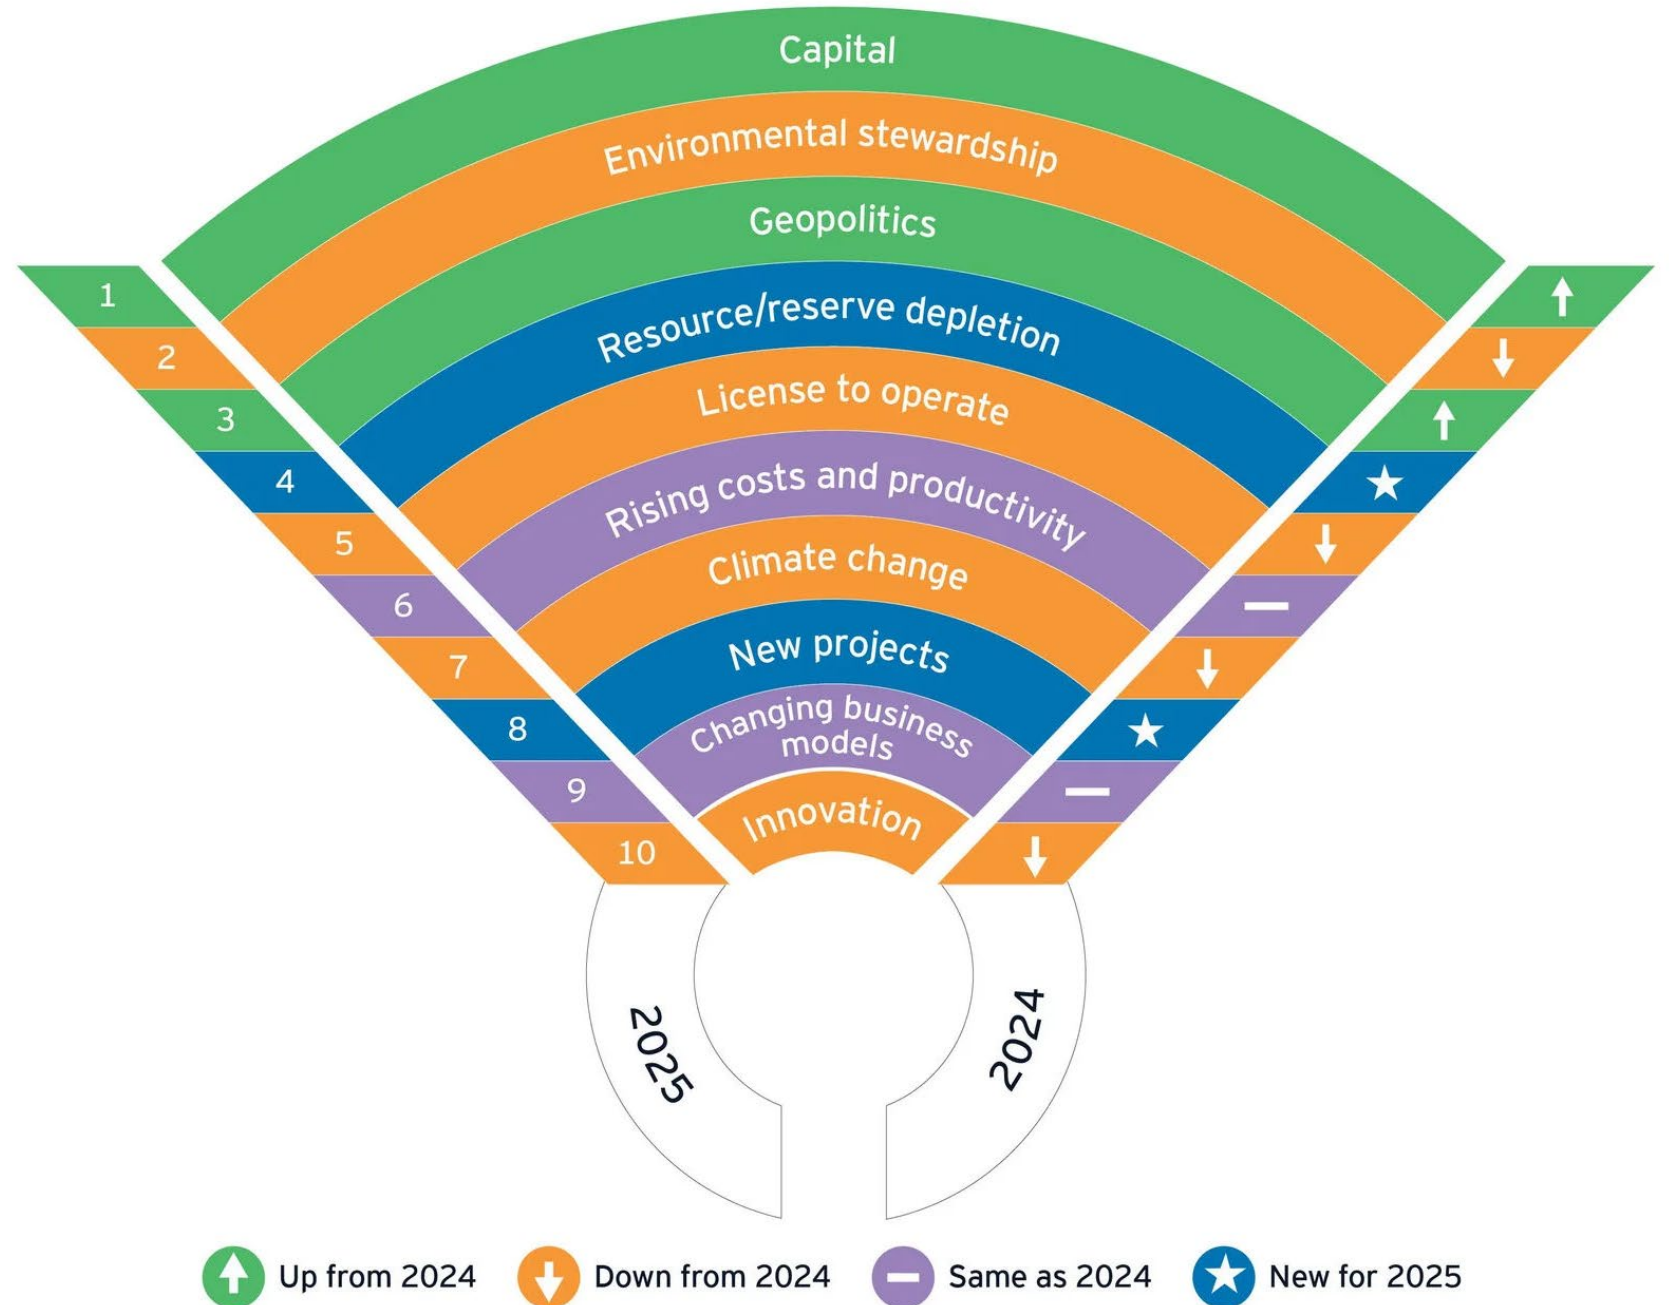 Capital
Environmental stewardship
Geopolitics
Resource/reserve depletion
License to operate
Rising costs and productivity
Climate change
New projects
Changing business
models
Innovation
1
2
3
4
5
6
7
8
9
10
2025
2024
Up from 2024
Down from 2024
Same as 2024
New for 2025